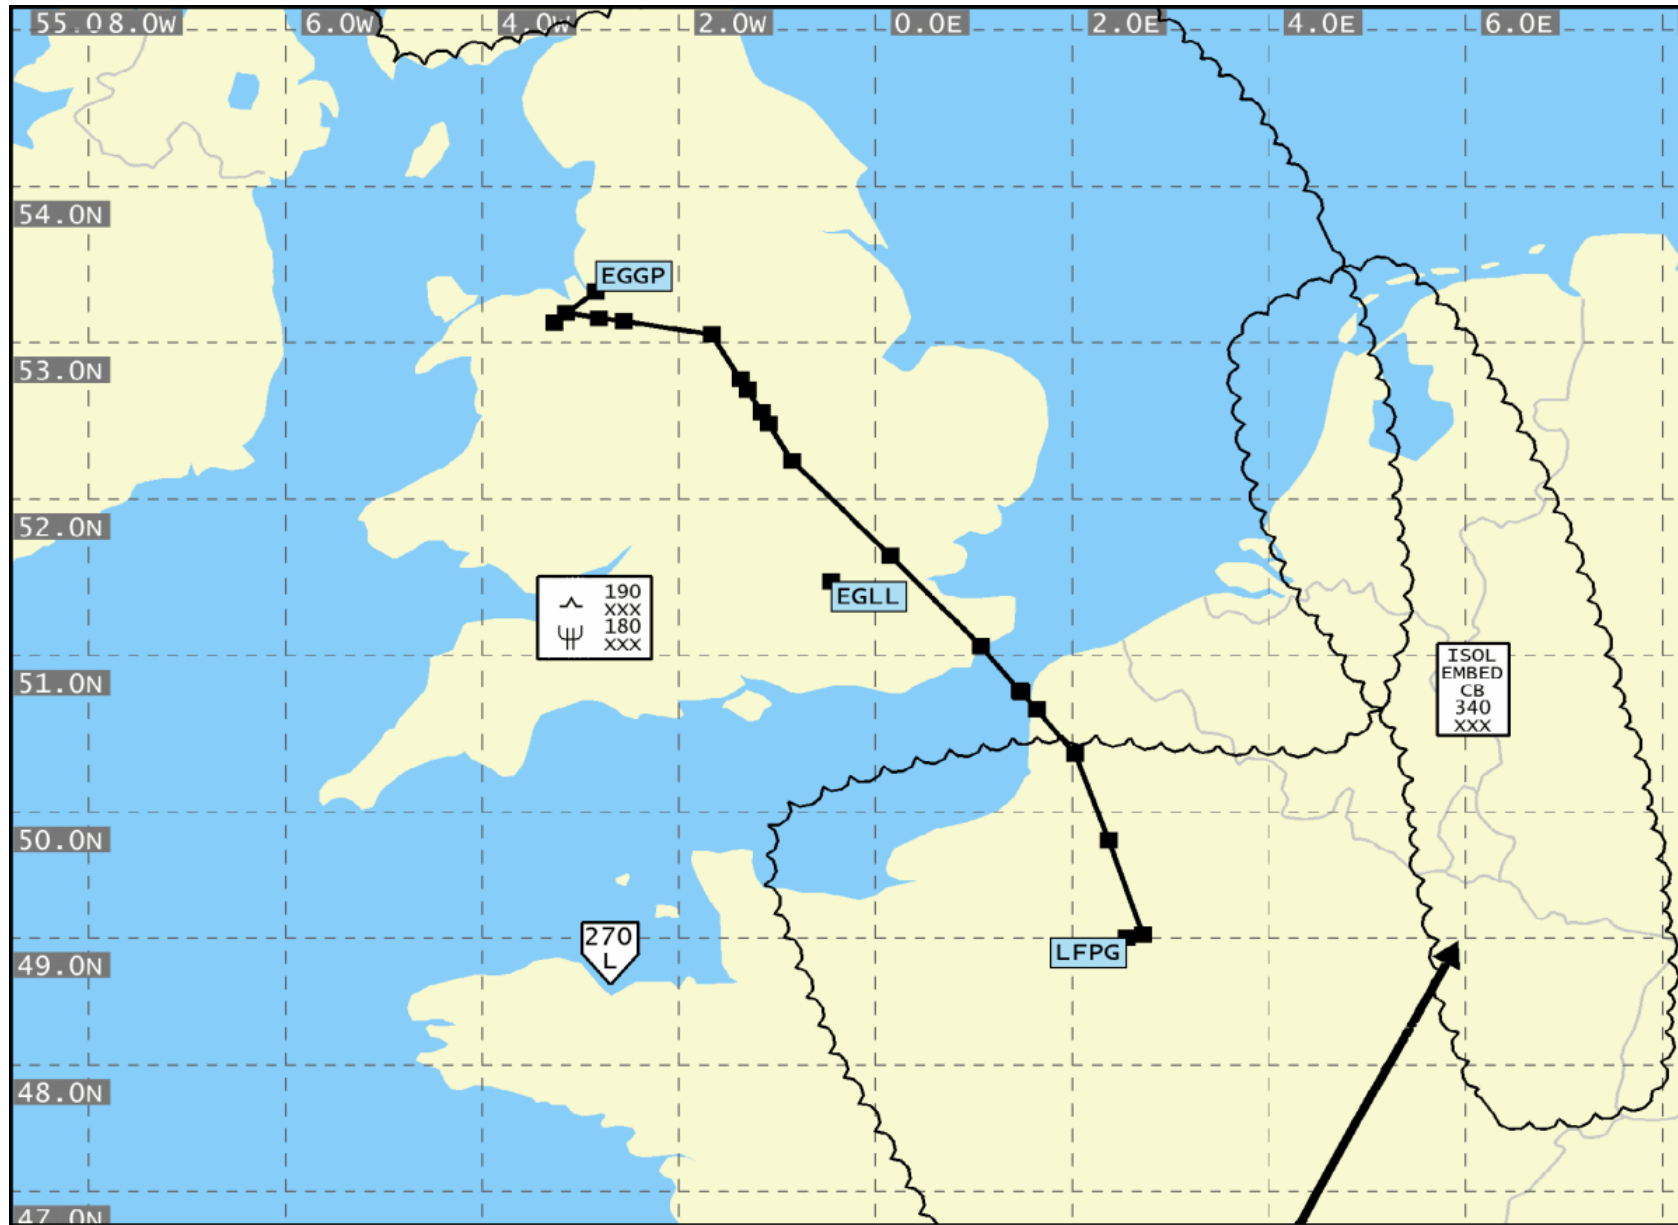 55.0 8.0W 6.0W 4.0W 2.0W 0.0E 2.0E 4.0E 6.0E
54.0N
EGGP
53.0N
52.0N
EGLL
190
XXX
180
XXX
51.0N
ISOL
EMBED
CB
340
XXX
50.0N
270
L
LFPG
49.0N
48.0N
47.0N